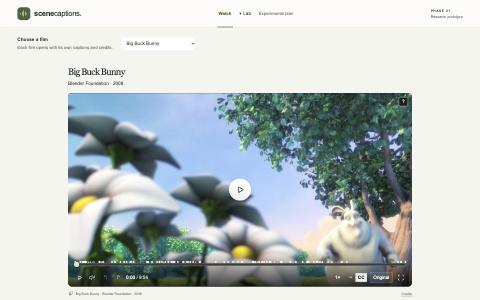 scenecaptions.
Watch
Lab
Experimental plan
PHASE 01
Research prototype
Choose a film
Each film opens with its own captions and credits.
Big Buck Bunny
Big Buck Bunny
Blender Foundation · 2008
?
0:00 / 9:56
1×
CC
Original
Big Buck Bunny · Blender Foundation · 2008
Credits